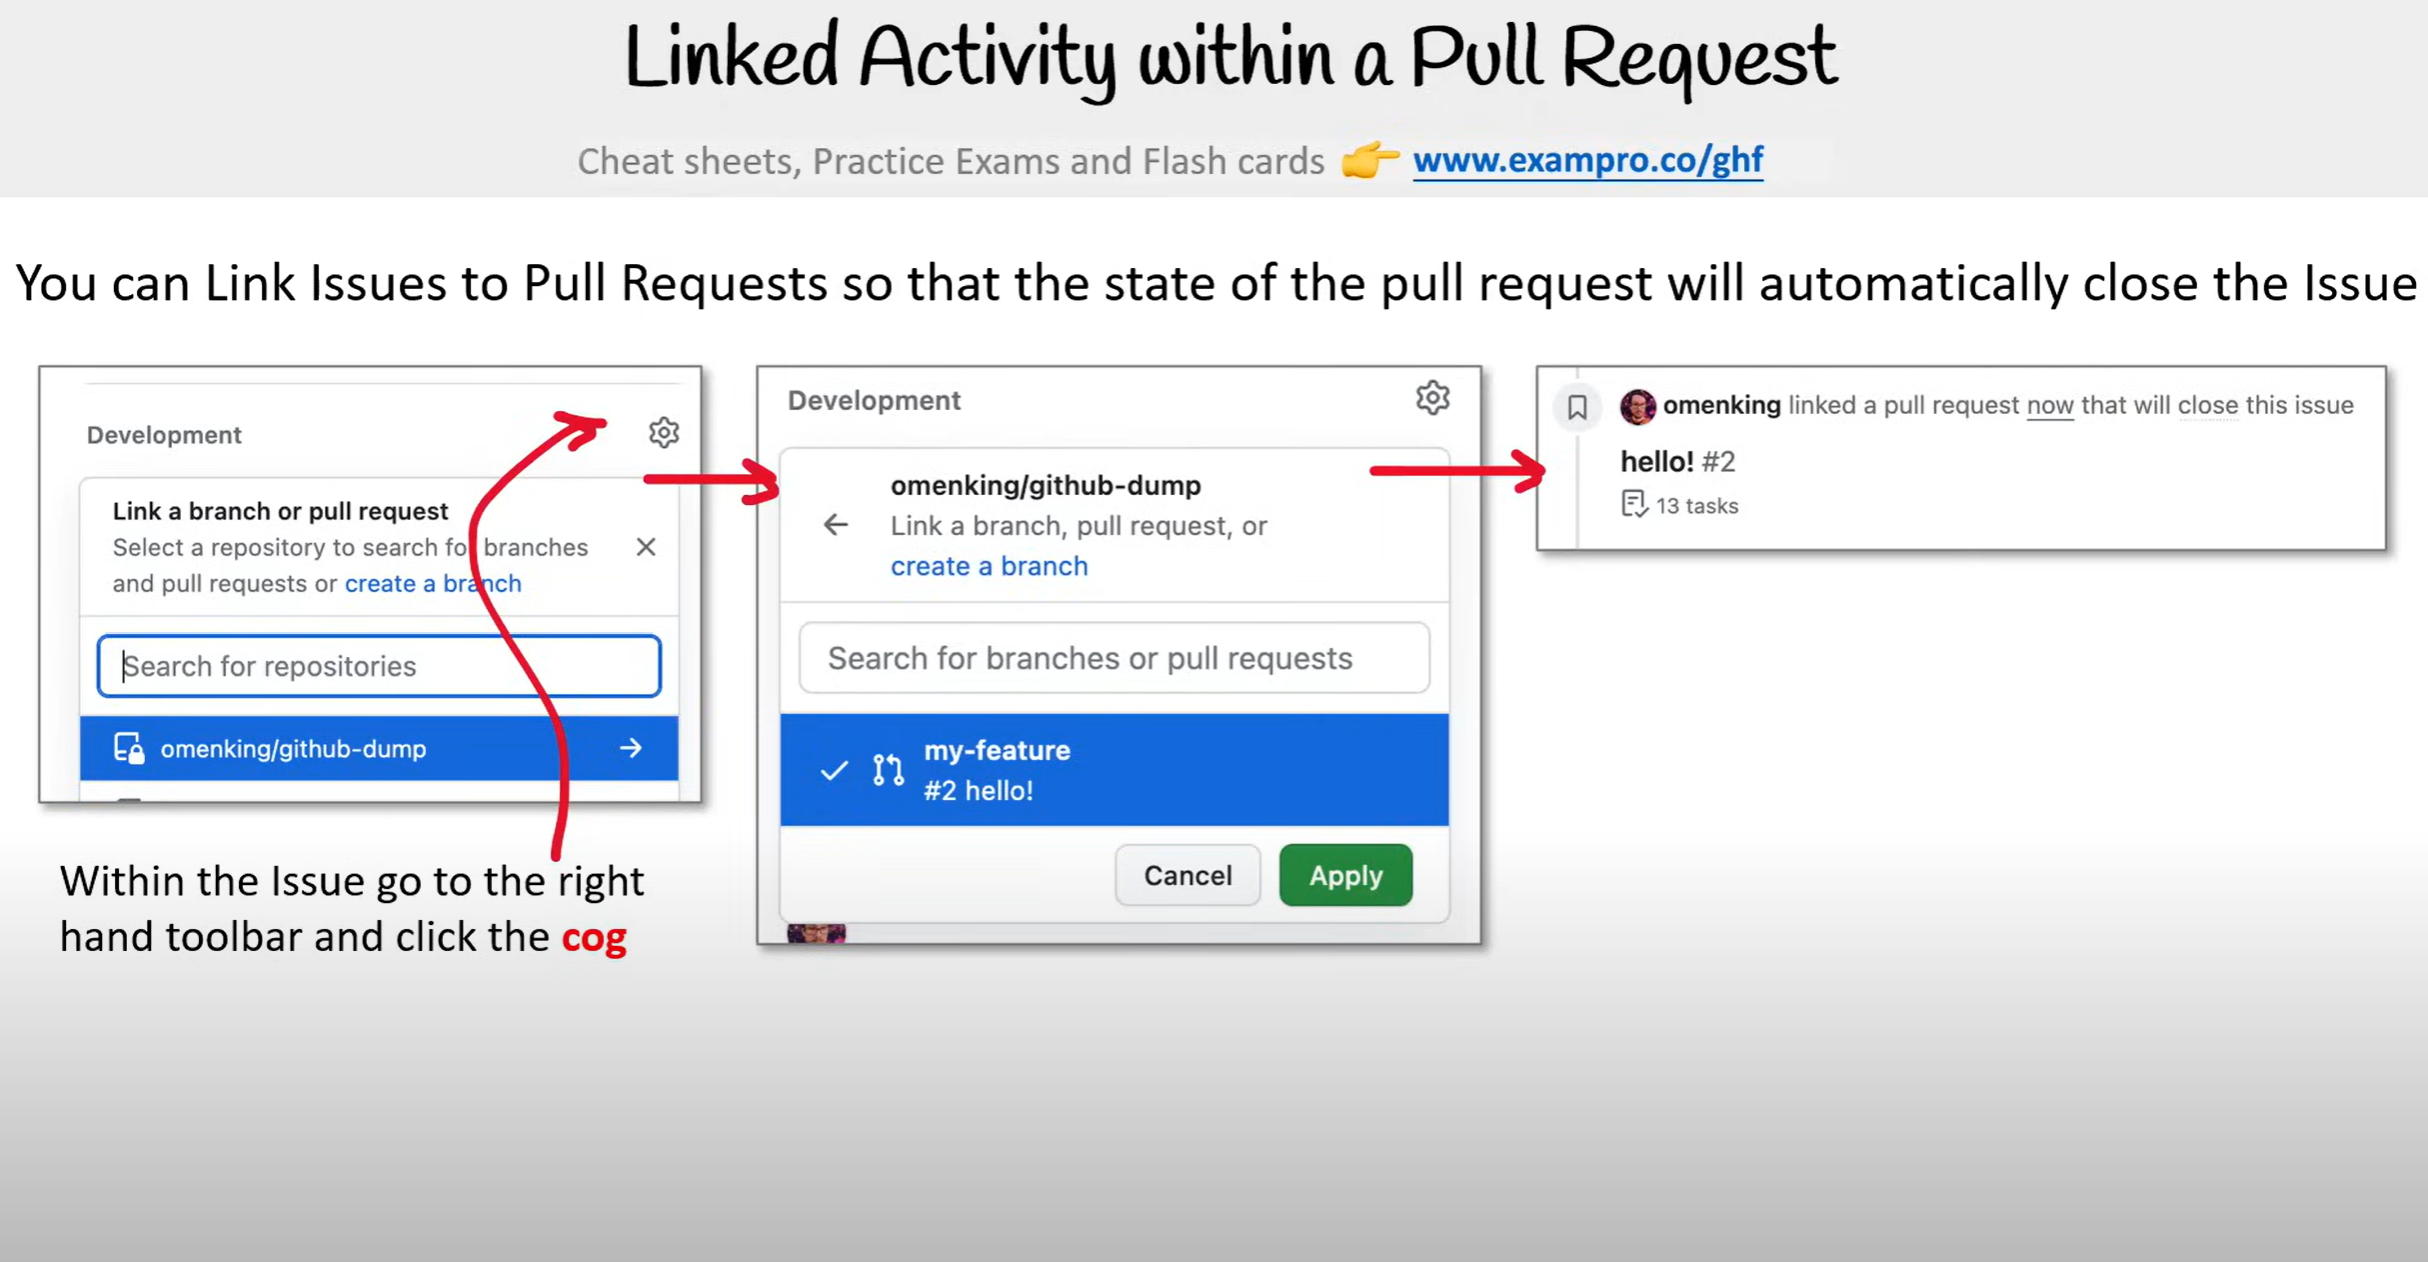 Linked Activity within a Pull Request
Cheat sheets, Practice Exams and Flash cards 👉 www.exampro.co/ghf
You can Link Issues to Pull Requests so that the state of the pull request will automatically close the Issue
Development
Link a branch or pull request
Select a repository to search for branches
and pull requests or create a branch
Search for repositories
omenking/github-dump
Within the Issue go to the right
hand toolbar and click the cog
Development
omenking/github-dump
Link a branch, pull request, or
create a branch
Search for branches or pull requests
my-feature
#2 hello!
Cancel Apply
omenking linked a pull request now that will close this issue
hello! #2
13 tasks